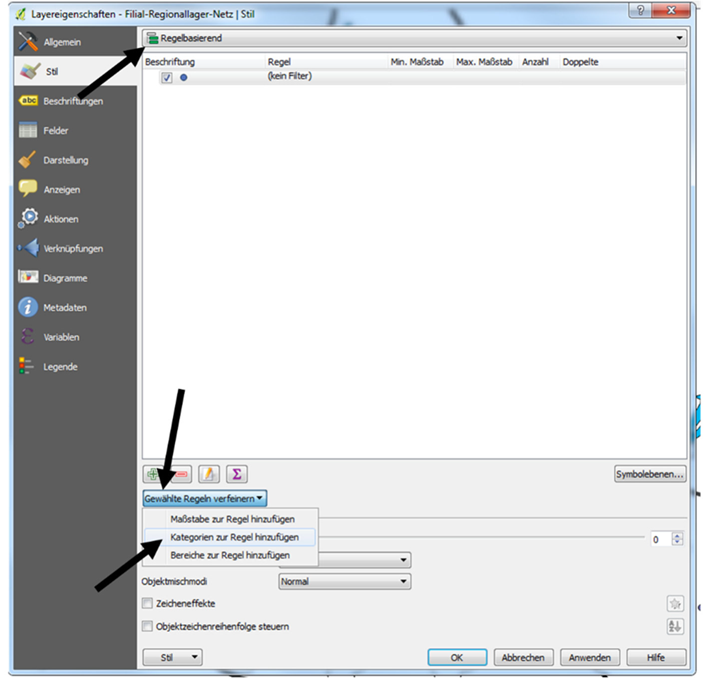 Layereigenschaften - Filial-Regionallager-Netz | Stil
Allgemein
Stil
abc Beschriftungen
Felder
Darstellung
Anzeigen
Aktionen
Verknüpfungen
Diagramme
Metadaten
Variablen
Legende
Regelbasierend
Beschriftung Regel Min. Maßstab Max. Maßstab Anzahl Doppelte
(kein Filter)
Σ
Symbolebenen...
Gewählte Regeln verfeinern
Maßstabe zur Regel hinzufügen
Kategorien zur Regel hinzufügen
Bereiche zur Regel hinzufügen
0
Objektmischmodi Normal
Zeicheneffekte
Objektzeichenreihenfolge steuern
Stil OK Abbrechen Anwenden Hilfe